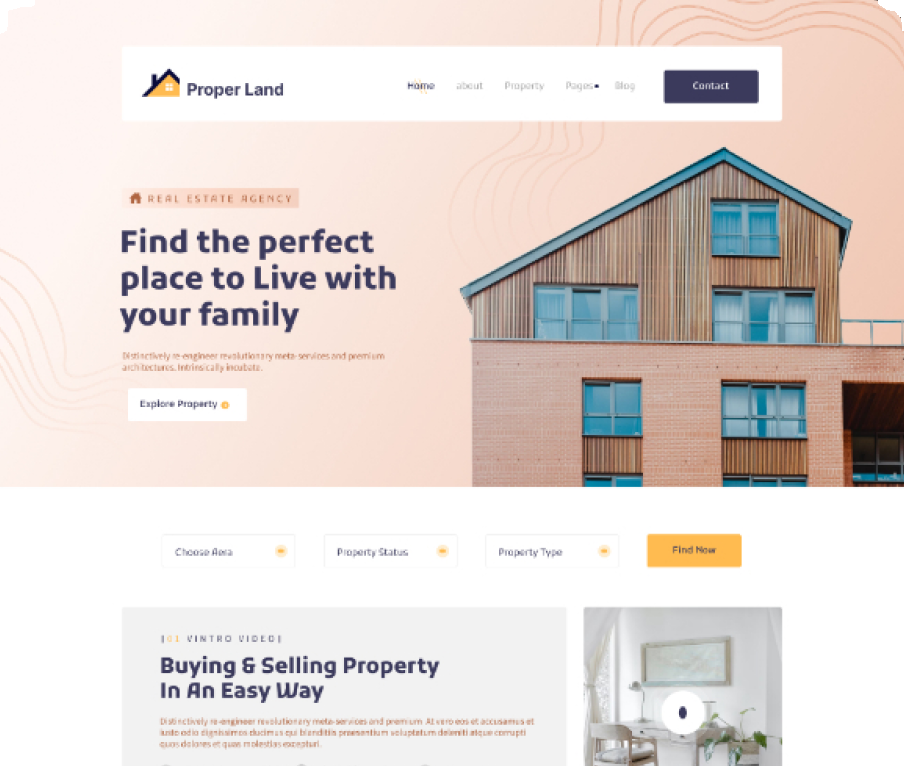 Proper Land
Home about Property Pages Blog Contact
REAL ESTATE AGENCY
Find the perfect
place to Live with
your family
Distinctively re-engineer revolutionary meta-services and premium
architectures. Intrinsically incubate.
Explore Property
Choose Aera Property Status Property Type Find Now
|01 VINTRO VIDEO|
Buying & Selling Property
In An Easy Way
Distinctively re-engineer revolutionary meta-services and premium At vero eos et accusamus et
iusto odio dignissimos ducimus qui blanditiis praesentium voluptatum deleniti atque corrupti
quos dolores et quas molestias excepturi.